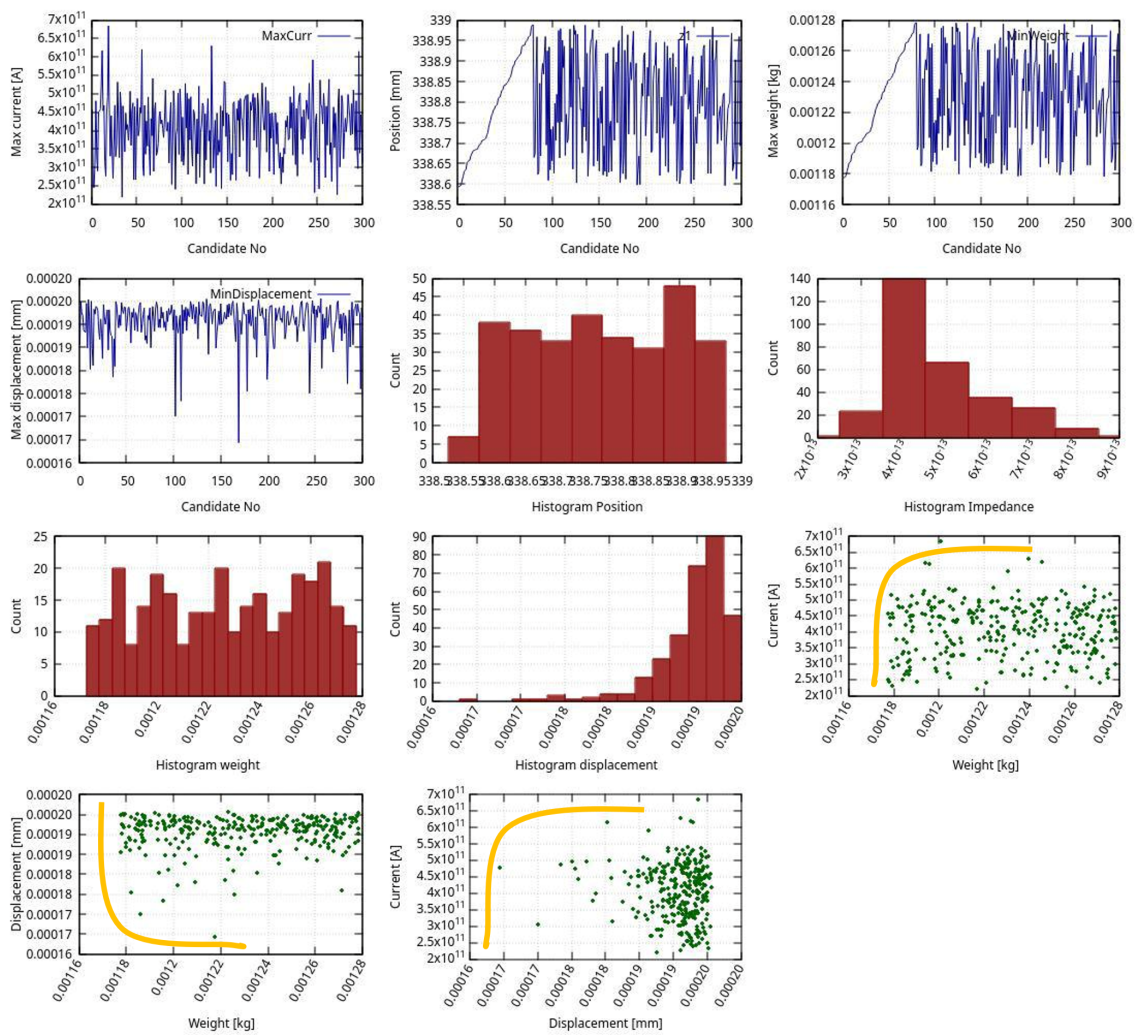 MaxCurr
Max current [A]
7x10¹¹
6.5x10¹¹
6x10¹¹
5.5x10¹¹
5x10¹¹
4.5x10¹¹
4x10¹¹
3.5x10¹¹
3x10¹¹
2.5x10¹¹
2x10¹¹
0 50 100 150 200 250 300
Candidate No
z1
Position [mm]
339
338.95
338.9
338.85
338.8
338.75
338.7
338.65
338.6
338.55
0 50 100 150 200 250 300
Candidate No
MinWeight
Max weight [kg]
0.00128
0.00126
0.00124
0.00122
0.0012
0.00118
0.00116
0 50 100 150 200 250 300
Candidate No
MinDisplacement
Max displacement [mm]
0.00020
0.00020
0.00019
0.00019
0.00018
0.00018
0.00017
0.00017
0.00016
0 50 100 150 200 250 300
Candidate No
Count
50
45
40
35
30
25
20
15
10
5
0
338.5 338.55 338.6 338.65 338.7 338.75 338.8 338.85 338.9 338.95 339
Histogram Position
Count
140
120
100
80
60
40
20
0
2x10¹³ 3x10¹³ 4x10¹³ 5x10¹³ 6x10¹³ 7x10¹³ 8x10¹³ 9x10¹³
Histogram Impedance
Count
25
20
15
10
5
0
0.00116 0.00118 0.0012 0.00122 0.00124 0.00126 0.00128
Histogram weight
Count
90
80
70
60
50
40
30
20
10
0
0.00016 0.00017 0.00017 0.00018 0.00018 0.00019 0.00019 0.00020
Histogram displacement
Current [A]
7x10¹¹
6.5x10¹¹
6x10¹¹
5.5x10¹¹
5x10¹¹
4.5x10¹¹
4x10¹¹
3.5x10¹¹
3x10¹¹
2.5x10¹¹
2x10¹¹
0.00116 0.00118 0.0012 0.00122 0.00124 0.00126 0.00128
Weight [kg]
Displacement [mm]
0.00020
0.00020
0.00019
0.00019
0.00018
0.00018
0.00017
0.00017
0.00016
0.00116 0.00118 0.0012 0.00122 0.00124 0.00126 0.00128
Weight [kg]
Current [A]
7x10¹¹
6.5x10¹¹
6x10¹¹
5.5x10¹¹
5x10¹¹
4.5x10¹¹
4x10¹¹
3.5x10¹¹
3x10¹¹
2.5x10¹¹
2x10¹¹
0.00016 0.00017 0.00017 0.00018 0.00018 0.00019 0.00019 0.00020 0.00020
Displacement [mm]